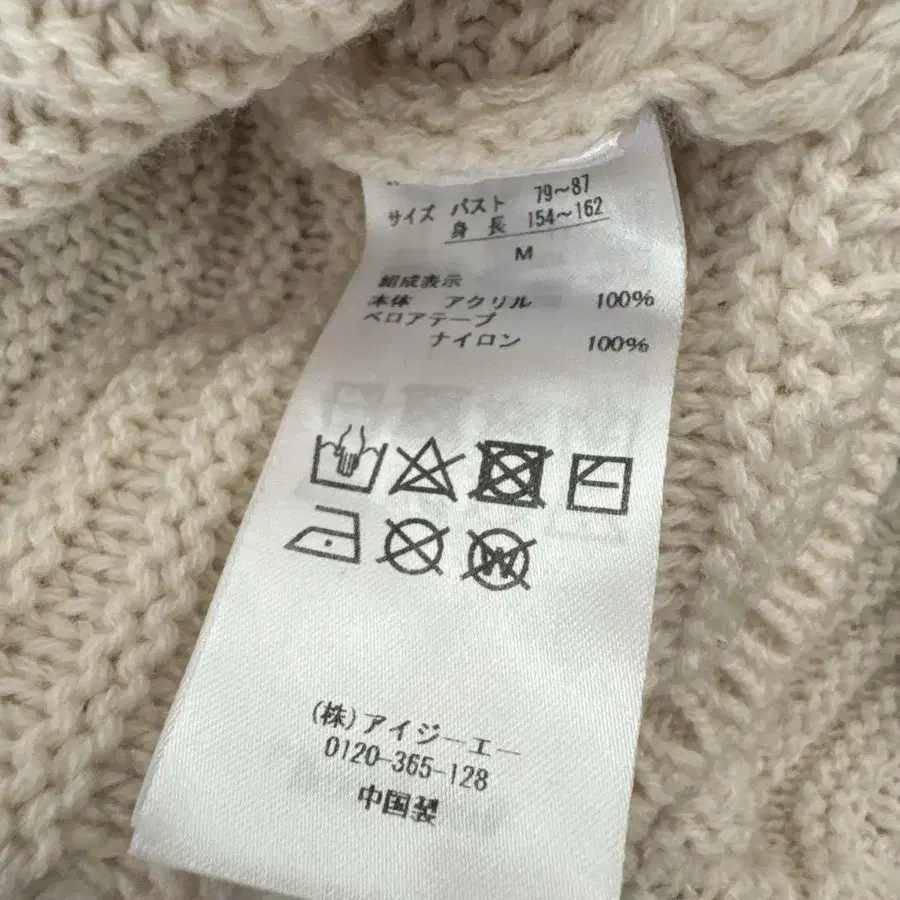 サイズ バスト 79～87
身長 154～162
M
組成表示
本体 アクリル 100%
ベロアテープ
ナイロン 100%
W
(株)アイジーエー
0120-365-128
中国製